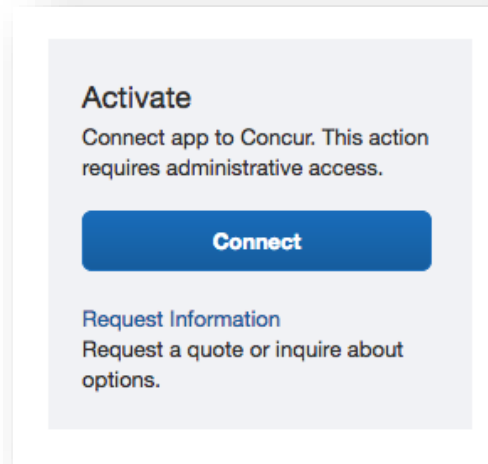 Activate
Connect app to Concur. This action
requires administrative access.
Connect
Request Information
Request a quote or inquire about
options.